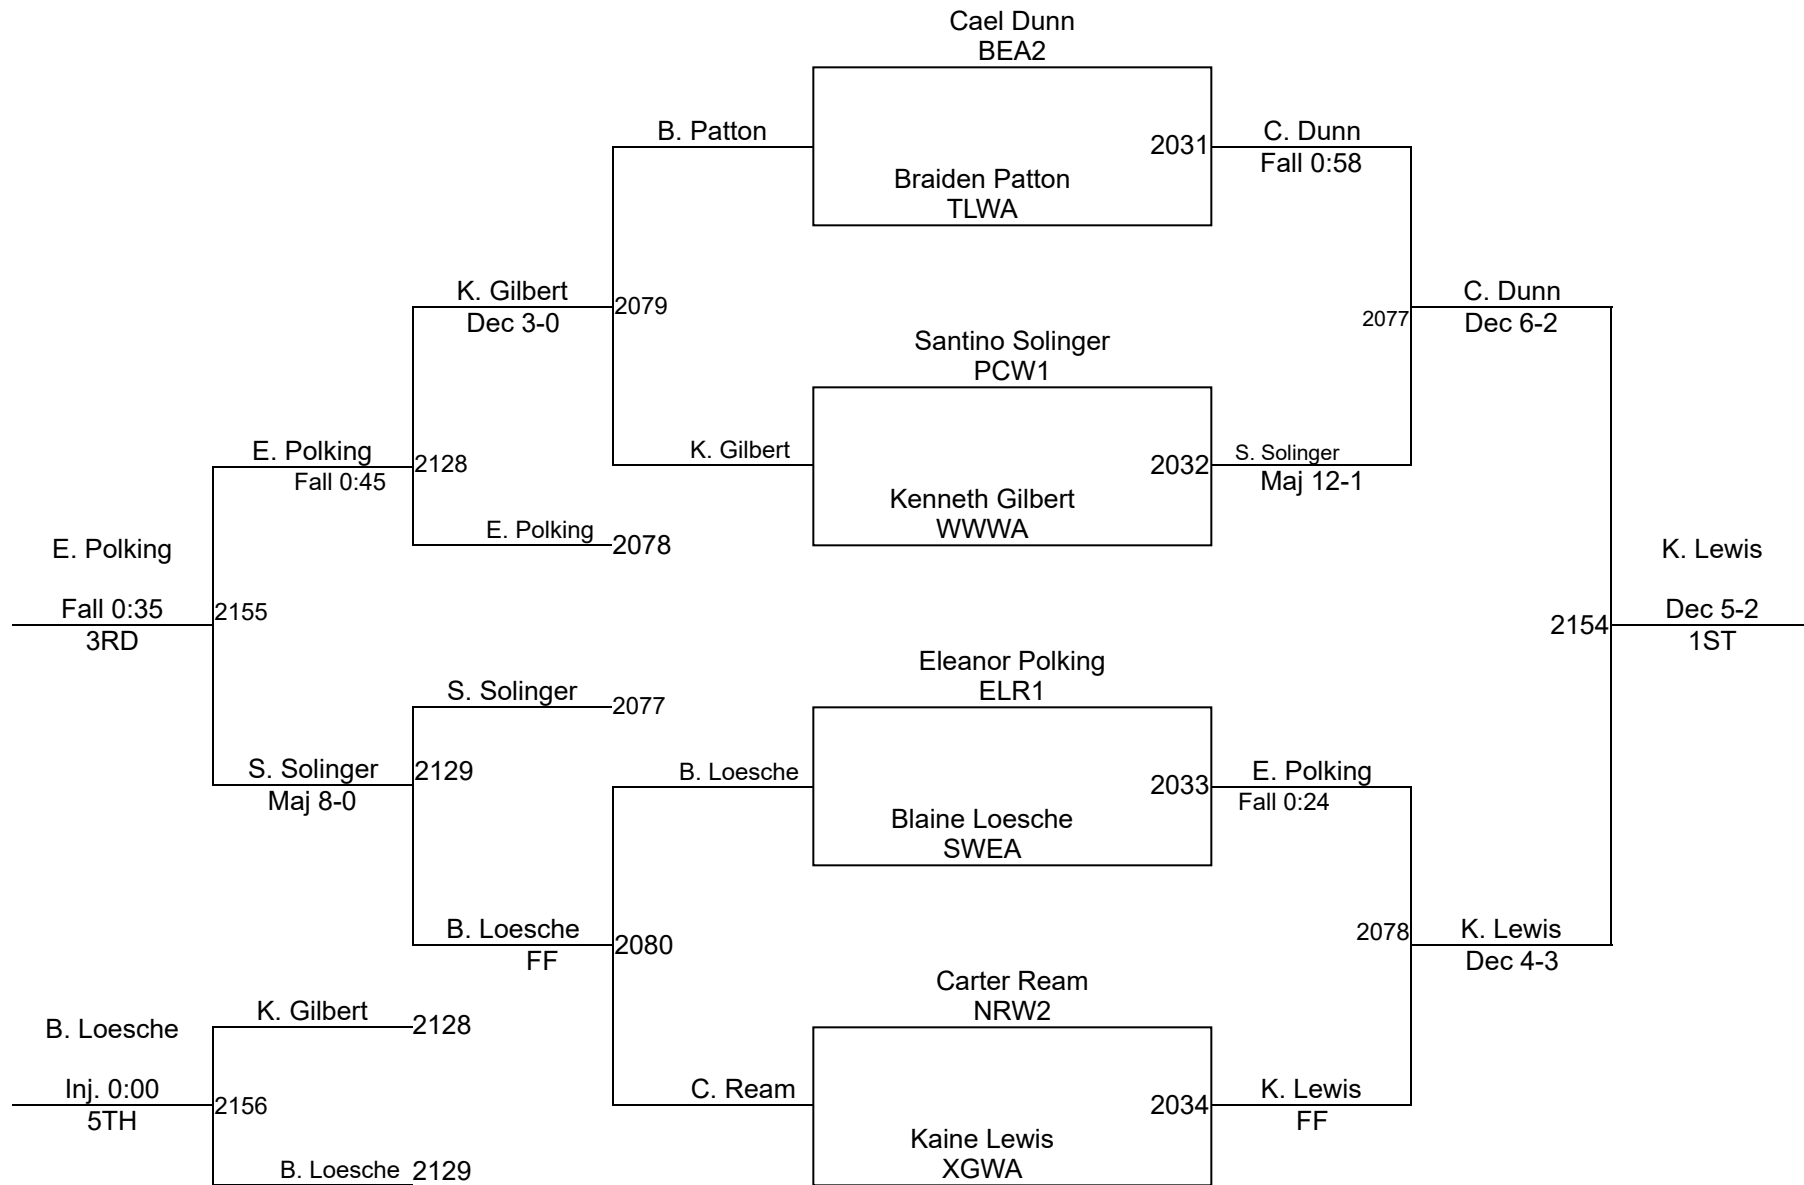 Cael Dunn
BEA2
B. Patton
2031
C. Dunn
Fall 0:58
Braiden Patton
TLWA
K. Gilbert
Dec 3-0
2079
2077
C. Dunn
Dec 6-2
Santino Solinger
PCW1
E. Polking
Fall 0:45
2128
K. Gilbert
2032
S. Solinger
Maj 12-1
Kenneth Gilbert
WWWA
E. Polking
2078
E. Polking
Fall 0:35
3RD
2155
K. Lewis
2154
Dec 5-2
1ST
Eleanor Polking
ELR1
S. Solinger
2077
S. Solinger
Maj 8-0
2129
B. Loesche
2033
E. Polking
Fall 0:24
Blaine Loesche
SWEA
B. Loesche
FF
2080
2078
K. Lewis
Dec 4-3
Carter Ream
NRW2
K. Gilbert
2128
B. Loesche
Inj. 0:00
5TH
2156
C. Ream
2034
K. Lewis
FF
Kaine Lewis
XGWA
B. Loesche
2129